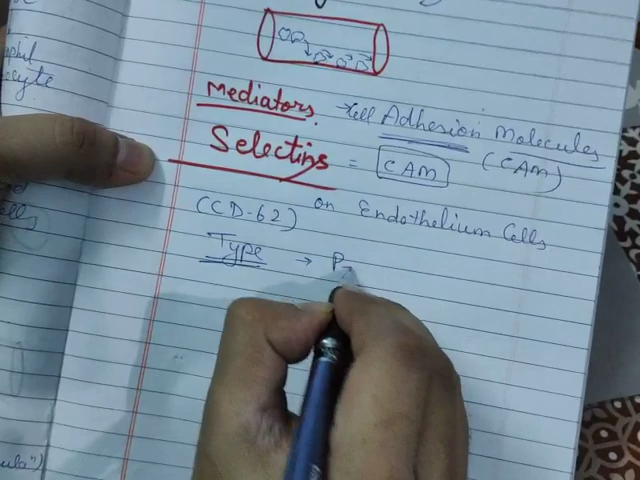 Mediators → Cell Adhesion Molecules
Selectins = CAM (CAM)
(CD-62) on Endothelium Cells
Type → P